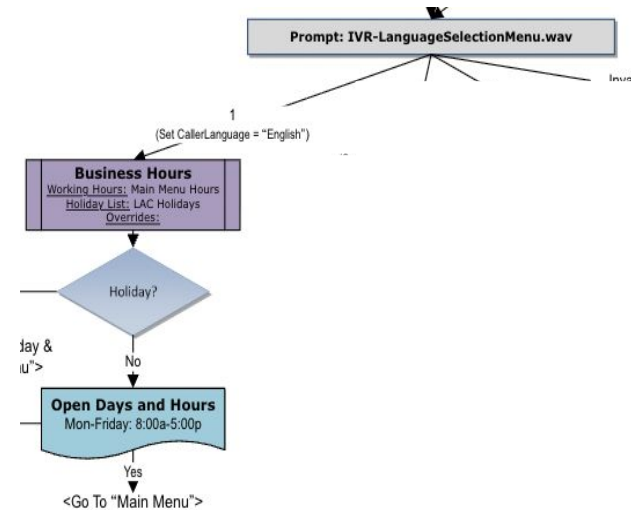 Prompt: IVR-LanguageSelectionMenu.wav
1
(Set CallerLanguage = “English”)
Business Hours
Working Hours: Main Menu Hours
Holiday List: LAC Holidays
Overrides:
Holiday?
day &
No
Open Days and Hours
Mon-Friday: 8:00a-5:00p
Yes
<Go To “Main Menu”>